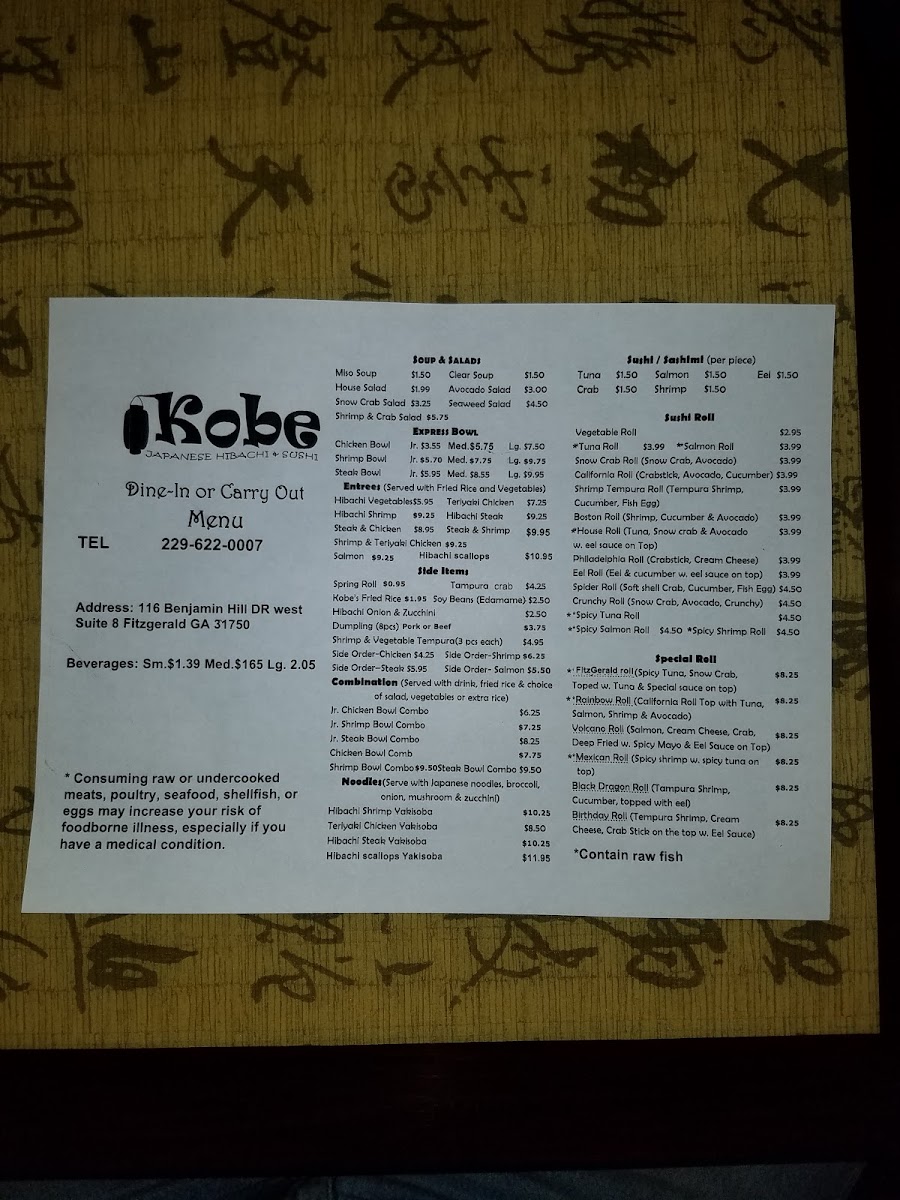 Kobe
JAPANESE HIBACHI & SUSHI
Dine-In or Carry Out
Menu
TEL 229-622-0007
Address: 116 Benjamin Hill DR west
Suite 8 Fitzgerald GA 31750
Beverages: Sm.$1.39 Med.$165 Lg. 2.05
* Consuming raw or undercooked
meats, poultry, seafood, shellfish, or
eggs may increase your risk of
foodborne illness, especially if you
have a medical condition.
SOUP & SALADS
Miso Soup $1.50 Clear Soup $1.50
House Salad $1.99 Avocado Salad $3.00
Snow Crab Salad $3.25 Seaweed Salad $4.50
Shrimp & Crab Salad $5.75
EXPRESS BOWL
Chicken Bowl Jr. $3.55 Med.$5.75 Lg. $7.50
Shrimp Bowl Jr. $5.70 Med. $7.75 Lg. $9.75
Steak Bowl Jr. $5.95 Med. $8.55 Lg. $9.95
Entrees (Served with Fried Rice and Vegetables)
Hibachi Vegetables$5.95 Teriyaki Chicken $7.25
Hibachi Shrimp $9.25 Hibachi Steak $9.25
Steak & Chicken $8.95 Steak & Shrimp $9.95
Shrimp & Teriyaki Chicken $9.25
Salmon $9.25 Hibachi scallops $10.95
Side Items
Spring Roll $0.95 Tampura crab $4.25
Kobe's Fried Rice $1.95 Soy Beans (Edamame) $2.50
Hibachi Onion & Zucchini $2.50
Dumpling (8pcs) Pork or Beef $3.75
Shrimp & Vegetable Tempura(3 pcs each) $4.95
Side Order-Chicken $4.25 Side Order-Shrimp $6.25
Side Order-Steak $5.95 Side Order- Salmon $5.50
Combination (Served with drink, fried rice & choice
of salad, vegetables or extra rice)
Jr. Chicken Bowl Combo $6.25
Jr. Shrimp Bowl Combo $7.25
Jr. Steak Bowl Combo $8.25
Chicken Bowl Comb $7.75
Shrimp Bowl Combo$9.50Steak Bowl Combo $9.50
Noodles(Serve with Japanese noodles, broccoli,
onion, mushroom & zucchini)
Hibachi Shrimp Yakisoba $10.25
Teriyaki Chicken Yakisoba $8.50
Hibachi Steak Yakisoba $10.25
Hibachi scallops Yakisoba $11.95
Sushi / Sashimi (per piece)
Tuna $1.50 Salmon $1.50 Eel $1.50
Crab $1.50 Shrimp $1.50
Sushi Roll
Vegetable Roll $2.95
*Tuna Roll $3.99 *Salmon Roll $3.99
Snow Crab Roll (Snow Crab, Avocado) $3.99
California Roll (Crabstick, Avocado, Cucumber) $3.99
Shrimp Tempura Roll (Tempura Shrimp, $3.99
Cucumber, Fish Egg)
Boston Roll (Shrimp, Cucumber & Avocado) $3.99
*House Roll (Tuna, Snow crab & Avocado $3.99
w. eel sauce on Top)
Philadelphia Roll (Crabstick, Cream Cheese) $3.99
Eel Roll (Eel & cucumber w. eel sauce on top) $3.99
Spider Roll (Soft shell Crab, Cucumber, Fish Egg) $4.50
Crunchy Roll (Snow Crab, Avocado, Crunchy) $4.50
**Spicy Tuna Roll $4.50
**Spicy Salmon Roll $4.50 *Spicy Shrimp Roll $4.50
Special Roll
**FitzGerald roll(Spicy Tuna, Snow Crab, $8.25
Toped w. Tuna & Special sauce on top)
**Rainbow Roll (California Roll Top with Tuna, $8.25
Salmon, Shrimp & Avocado)
Volcano Roll (Salmon, Cream Cheese, Crab, $8.25
Deep Fried w. Spicy Mayo & Eel Sauce on Top)
**Mexican Roll (Spicy shrimp w. spicy tuna on $8.25
top)
Black Dragon Roll (Tampura Shrimp, $8.25
Cucumber, topped with eel)
Birthday Roll (Tempura Shrimp, Cream $8.25
Cheese, Crab Stick on the top w. Eel Sauce)
*Contain raw fish